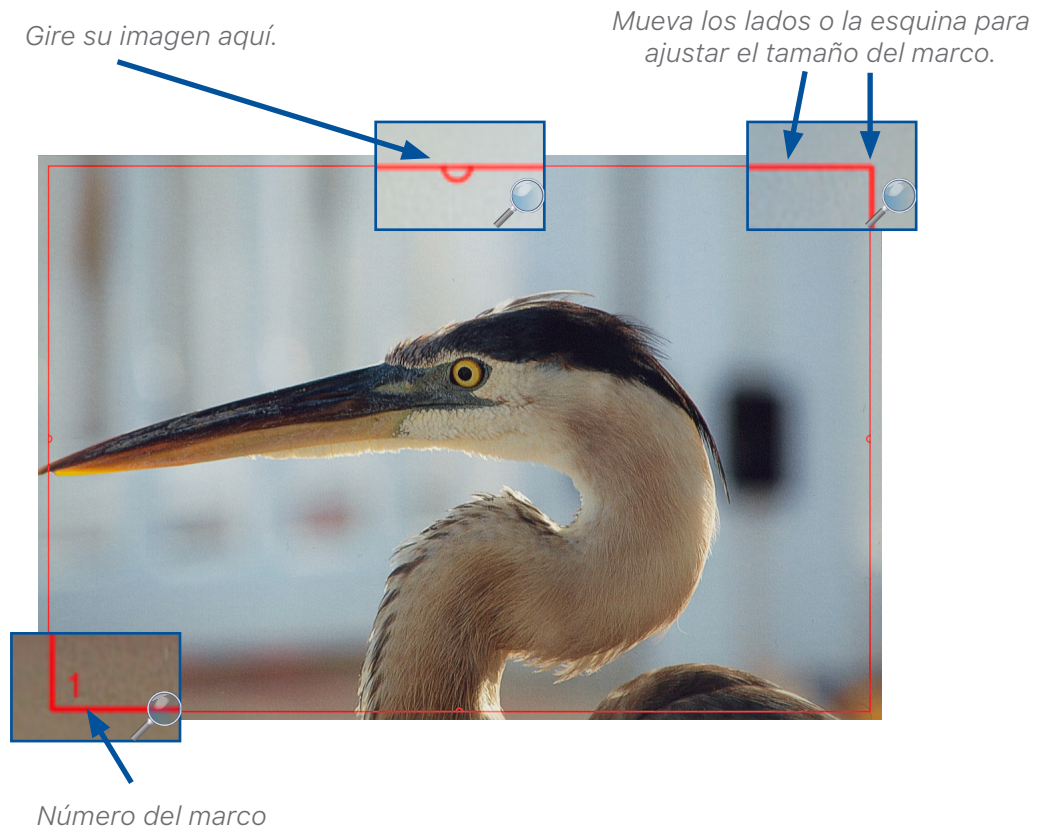 Gire su imagen aquí.
Mueva los lados o la esquina para
ajustar el tamaño del marco.
1
Número del marco